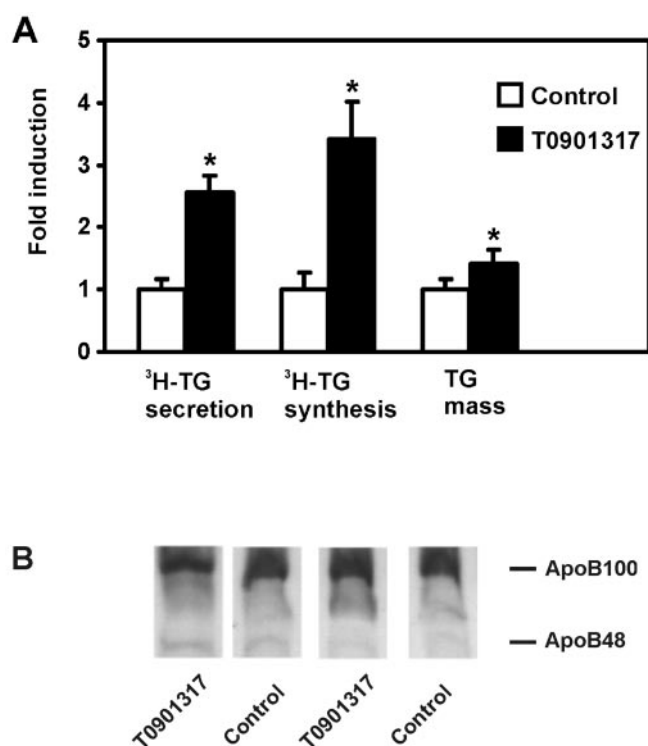 A
Fold induction
5
4
3
2
1
0
*
*
*
Control
T0901317
³H-TG
secretion
³H-TG
synthesis
TG
mass
B
ApoB100
ApoB48
T0901317
Control
T0901317
Control